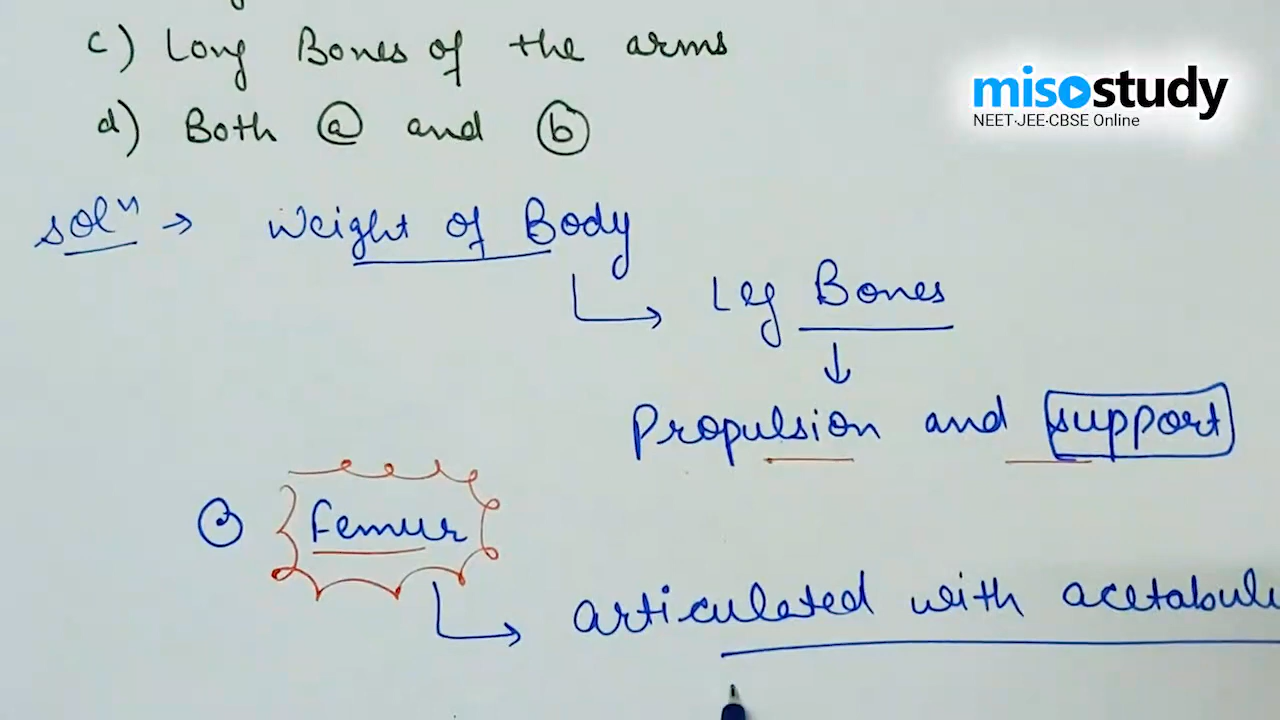 c) Long Bones of the arms
d) Both ⓐ and ⓑ
misostudy
NEET·JEE·CBSE Online
solⁿ → Weight of Body
Leg Bones
↓
Propulsion and support
Femur
articulated with acetabulu